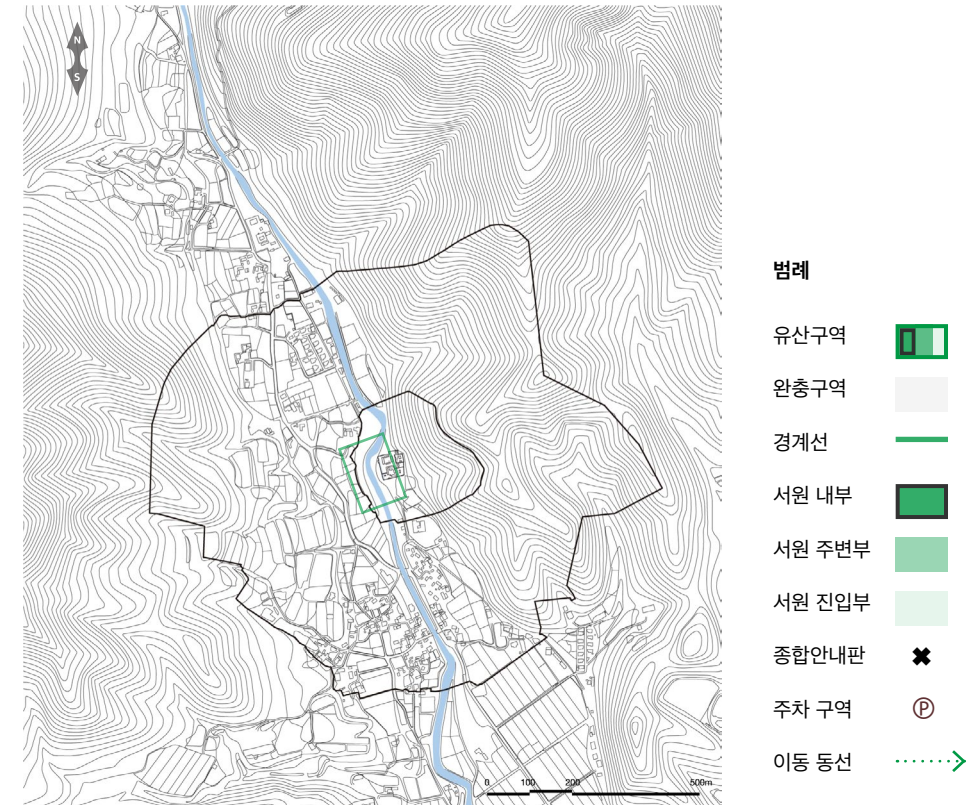 N
S
범례
유산구역
완충구역
경계선
서원 내부
서원 주변부
서원 진입부
종합안내판
주차 구역 Ⓟ
이동 동선
0 100 200 500m